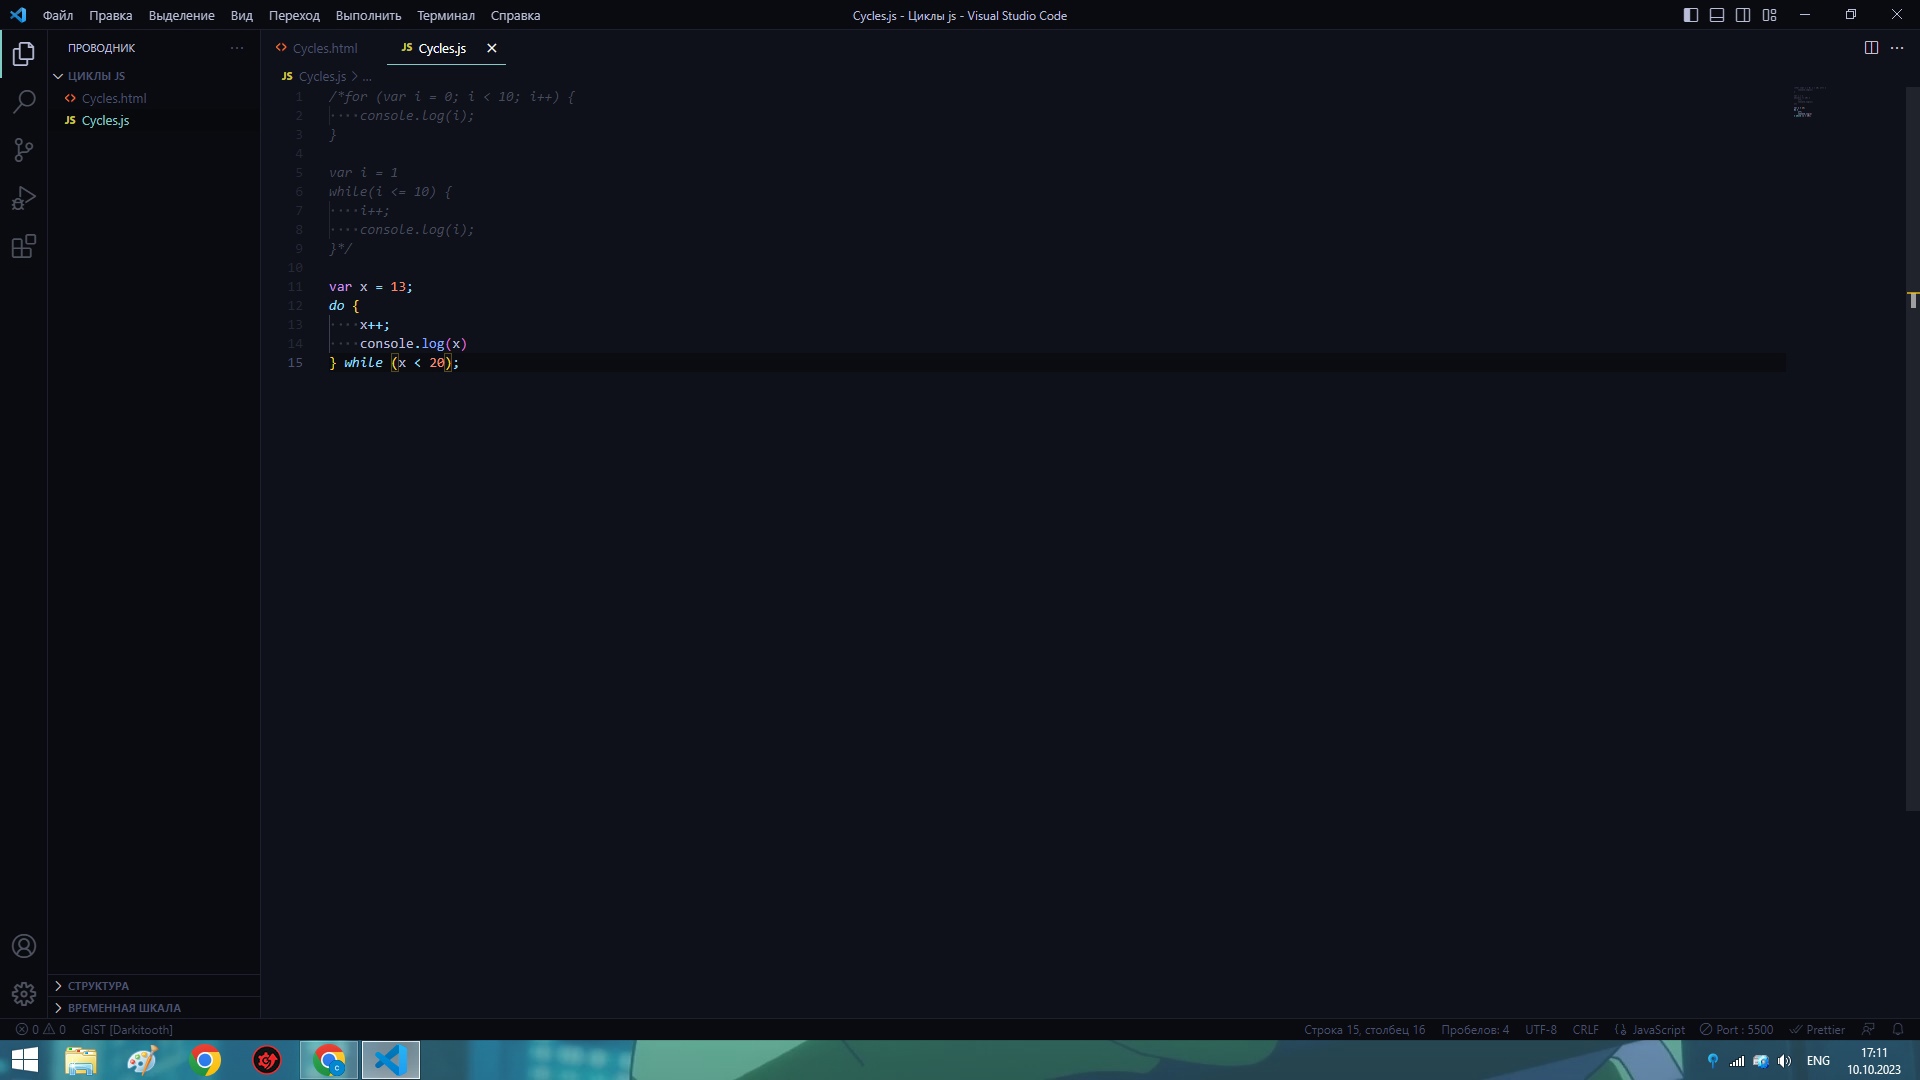 Файл Правка Выделение Вид Переход Выполнить Терминал Справка
Cycles.js - Циклы js - Visual Studio Code
ПРОВОДНИК
ЦИКЛЫ JS
<> Cycles.html
JS Cycles.js
<> Cycles.html
JS Cycles.js
JS Cycles.js > ...
1 /*for (var i = 0; i < 10; i++) {
2 ····console.log(i);
3 }
4
5 var i = 1
6 while(i <= 10) {
7 ····i++;
8 ····console.log(i);
9 }*/
10
11 var x = 13;
12 do {
13 ····x++;
14 ····console.log(x)
15 } while (x < 20);
СТРУКТУРА
ВРЕМЕННАЯ ШКАЛА
0 0 GIST [Darkitooth]
Строка 15, столбец 16 Пробелов: 4 UTF-8 CRLF JavaScript Port : 5500 Prettier
ENG
17:11
10.10.2023